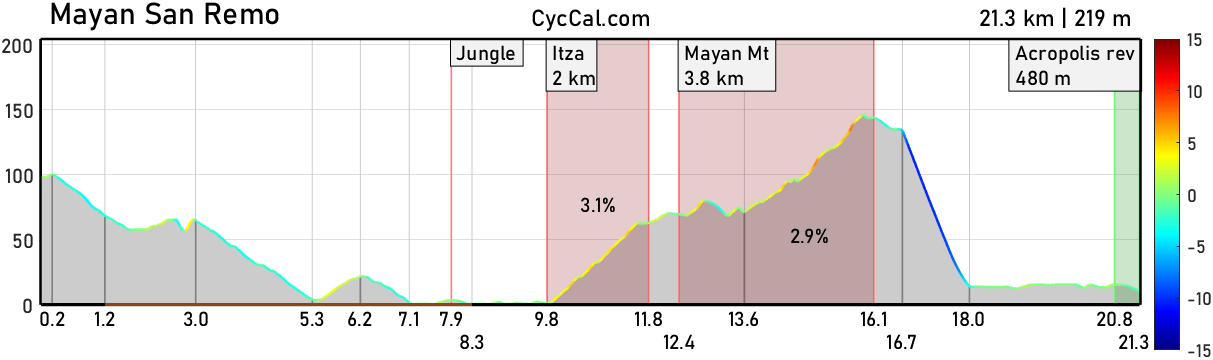 Mayan San Remo
CycCal.com
21.3 km | 219 m
200
150
100
50
0
Jungle
Itza
2 km
Mayan Mt
3.8 km
Acropolis rev
480 m
3.1%
2.9%
0.2 1.2 3.0 5.3 6.2 7.1 7.9 9.8 11.8 13.6 16.1 18.0 20.8
8.3 12.4 16.7 21.3
15
10
5
0
−5
−10
−15